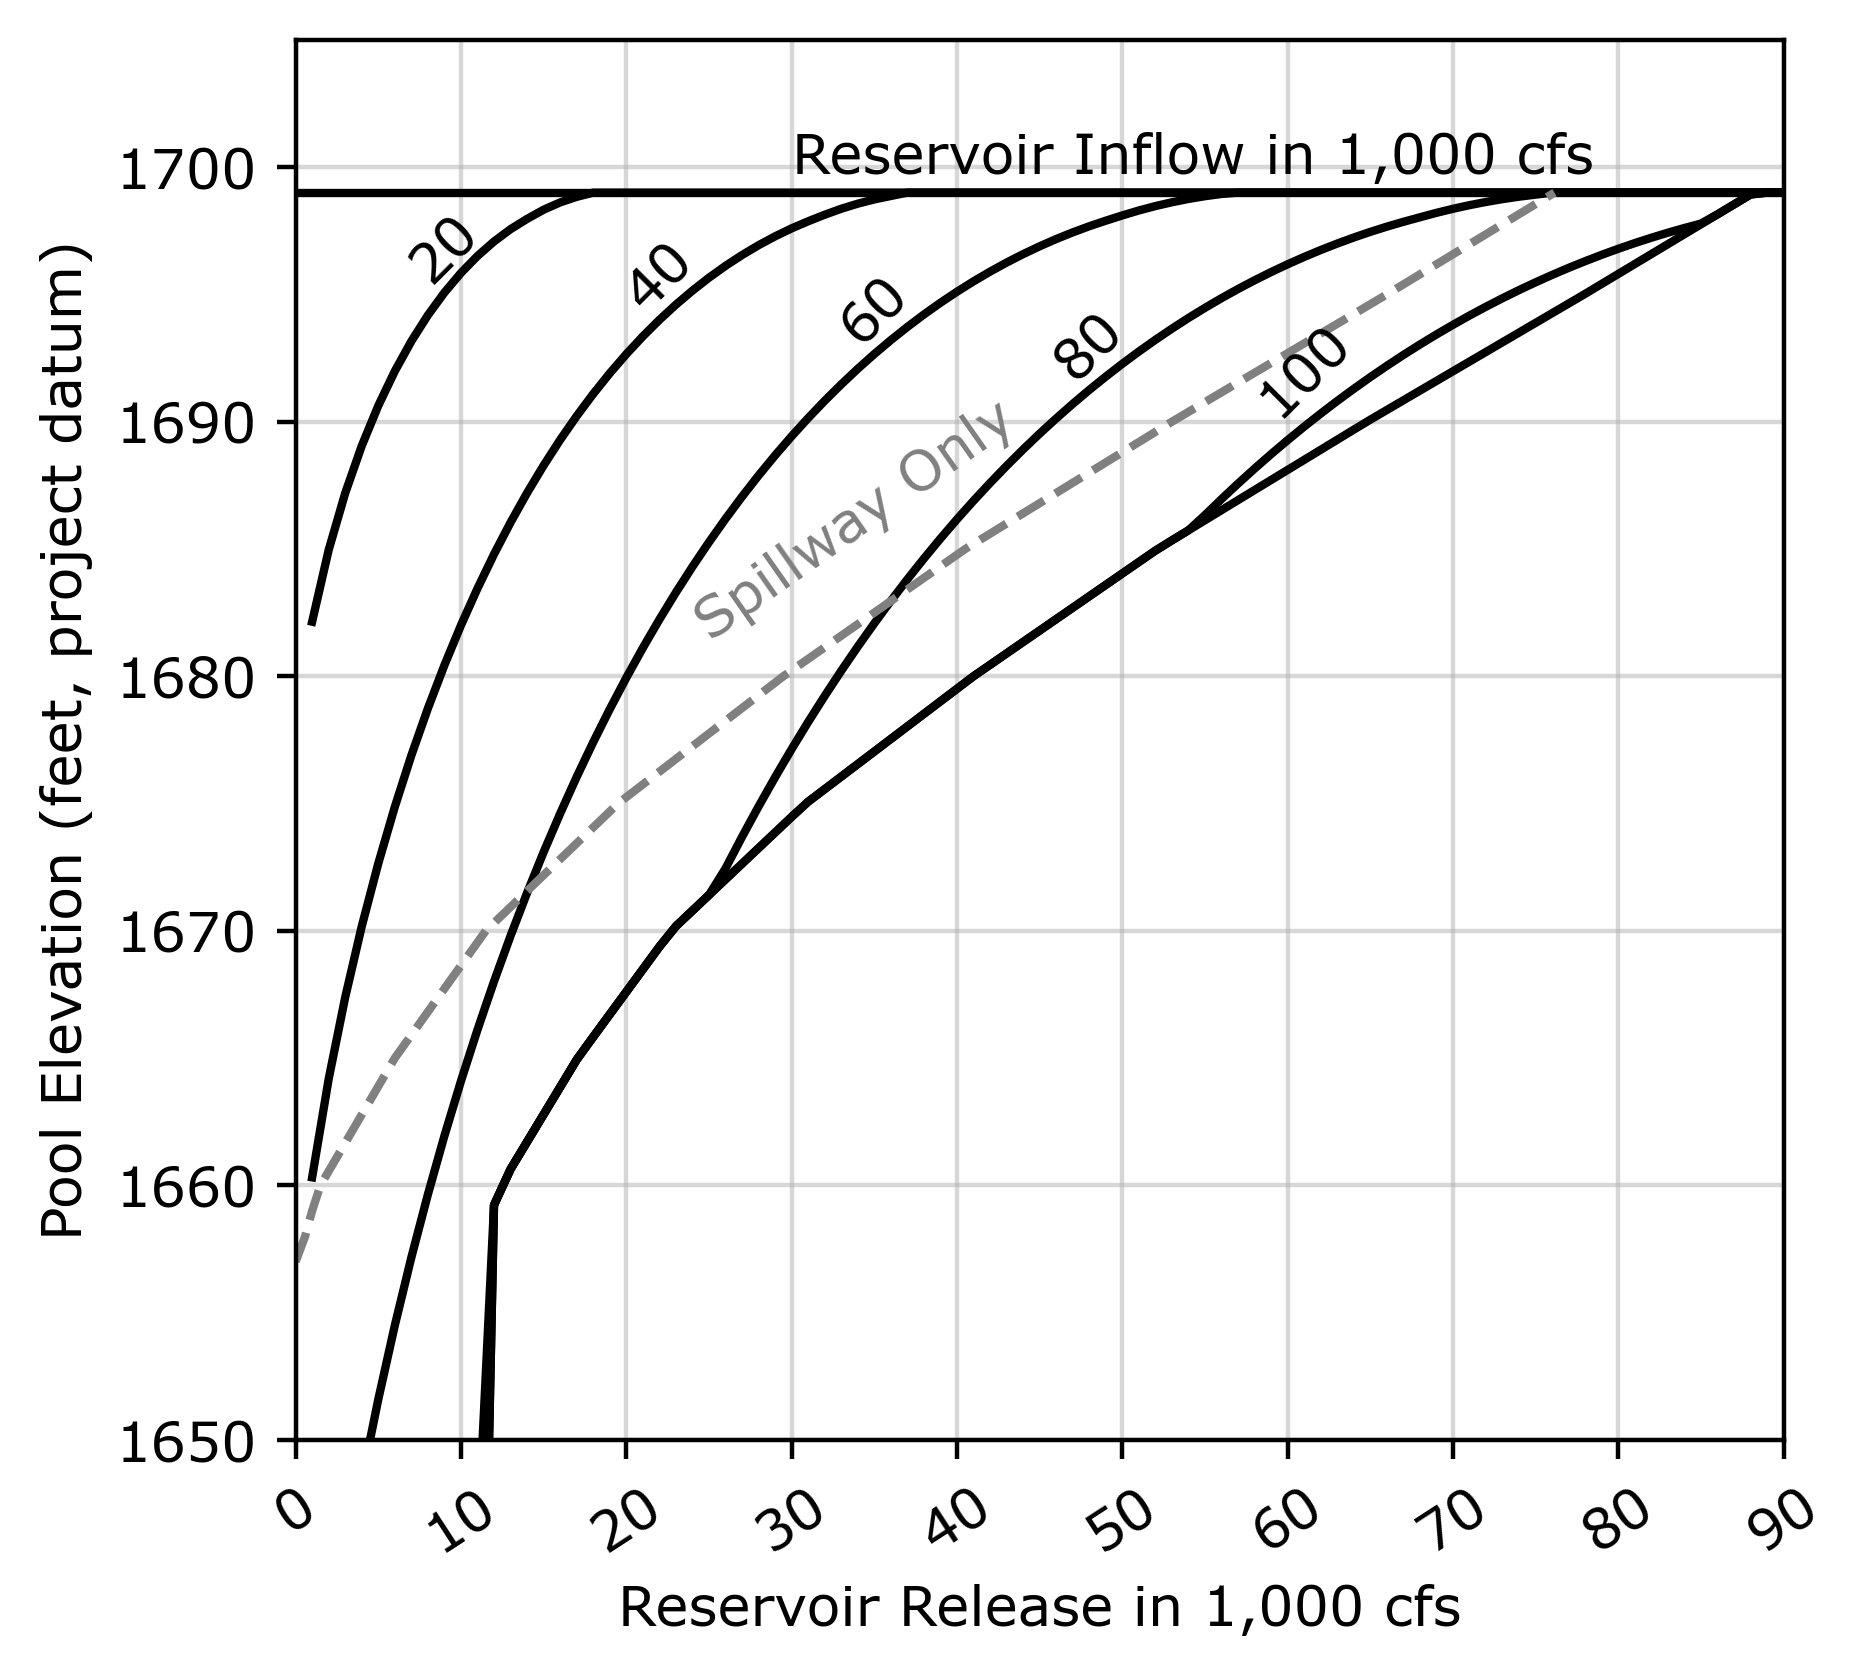 Reservoir Inflow in 1,000 cfs
1700
20
40
60
80
100
1690
Spillway Only
1680
1670
1660
1650
Pool Elevation (feet, project datum)
0 10 20 30 40 50 60 70 80 90
Reservoir Release in 1,000 cfs